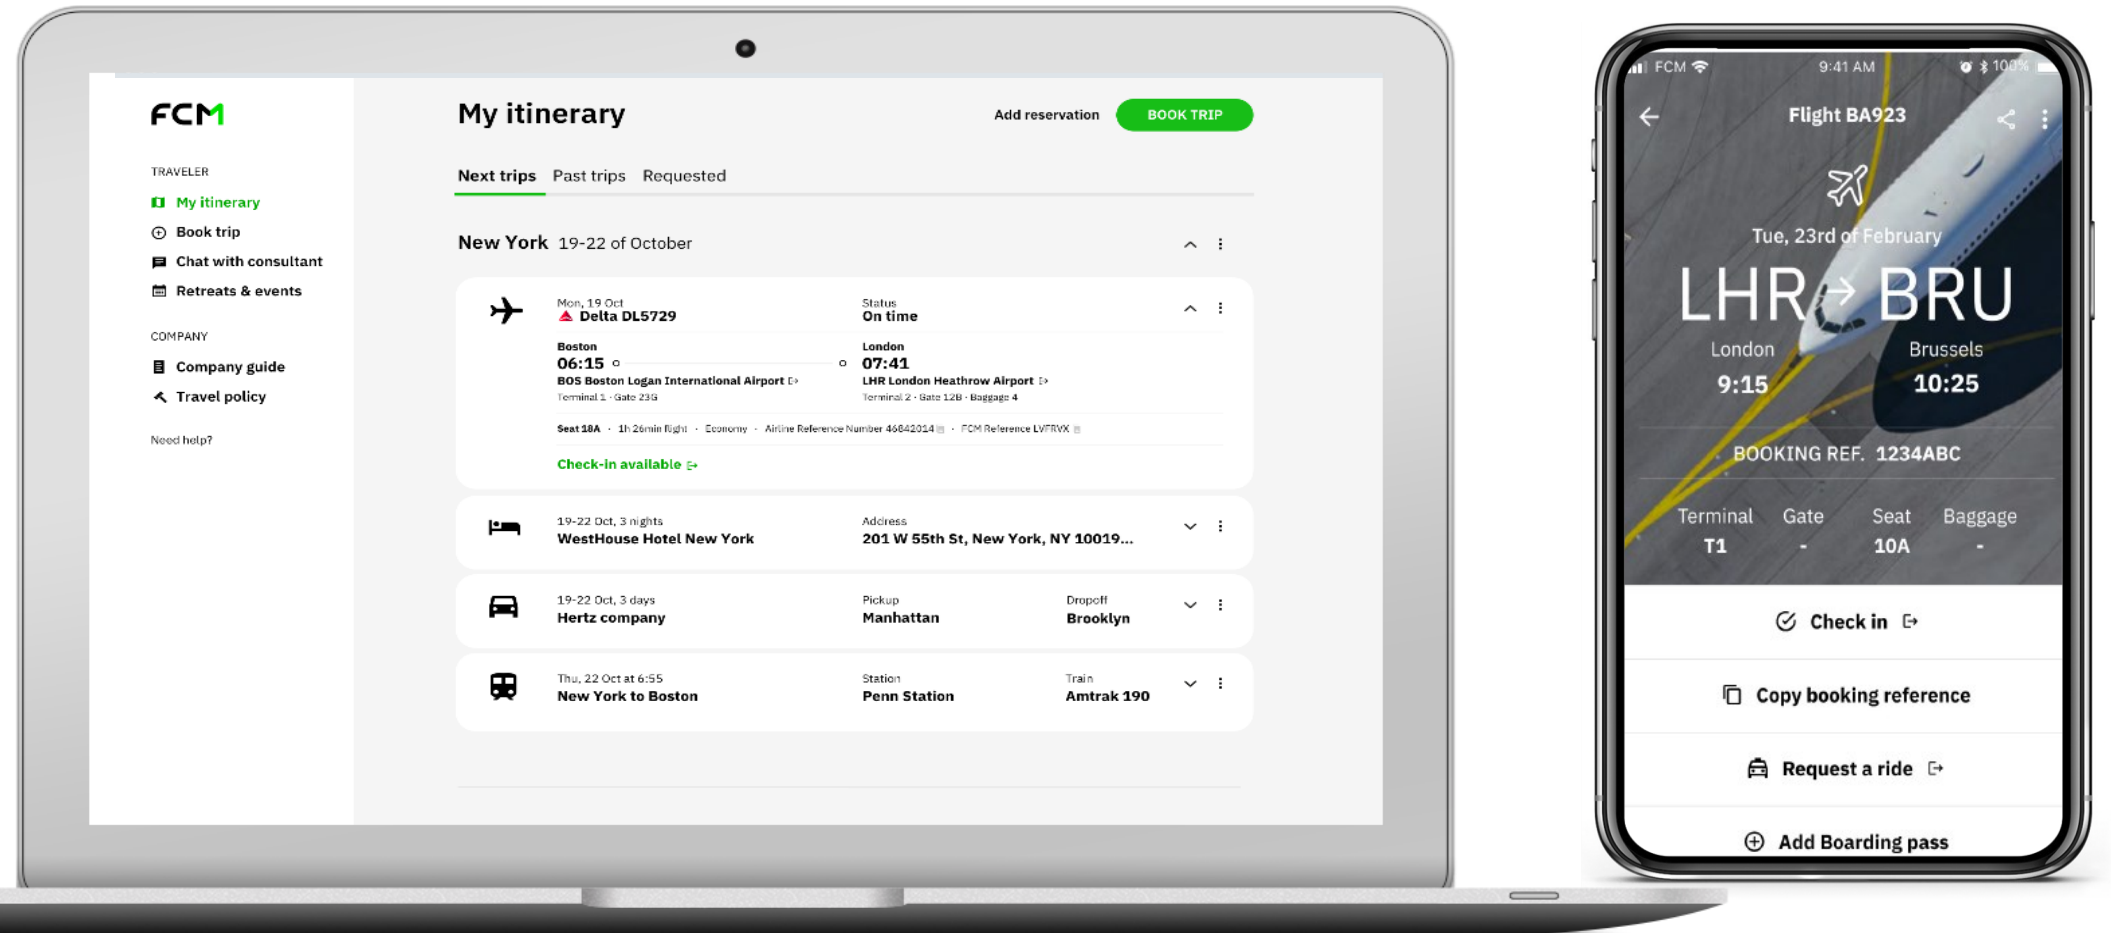 FCM
TRAVELER
My itinerary
Book trip
Chat with consultant
Retreats & events
COMPANY
Company guide
Travel policy
Need help?
My itinerary
Add reservation BOOK TRIP
Next trips Past trips Requested
New York 19-22 of October
Mon, 19 Oct Status
Delta DL5729 On time
Boston London
06:15 07:41
BOS Boston Logan International Airport LHR London Heathrow Airport
Terminal 1 · Gate 23G Terminal 2 · Gate 12B · Baggage 4
Seat 18A · 1h 26min flight · Economy · Airline Reference Number 46842014 · FCM Reference LVFRVX
Check-in available
19-22 Oct, 3 nights Address
WestHouse Hotel New York 201 W 55th St, New York, NY 10019...
19-22 Oct, 3 days Pickup Dropoff
Hertz company Manhattan Brooklyn
Thu, 22 Oct at 6:55 Station Train
New York to Boston Penn Station Amtrak 190
FCM 9:41 AM 100%
Flight BA923
Tue, 23rd of February
LHR → BRU
London Brussels
9:15 10:25
BOOKING REF. 1234ABC
Terminal Gate Seat Baggage
T1 - 10A -
Check in
Copy booking reference
Request a ride
Add Boarding pass